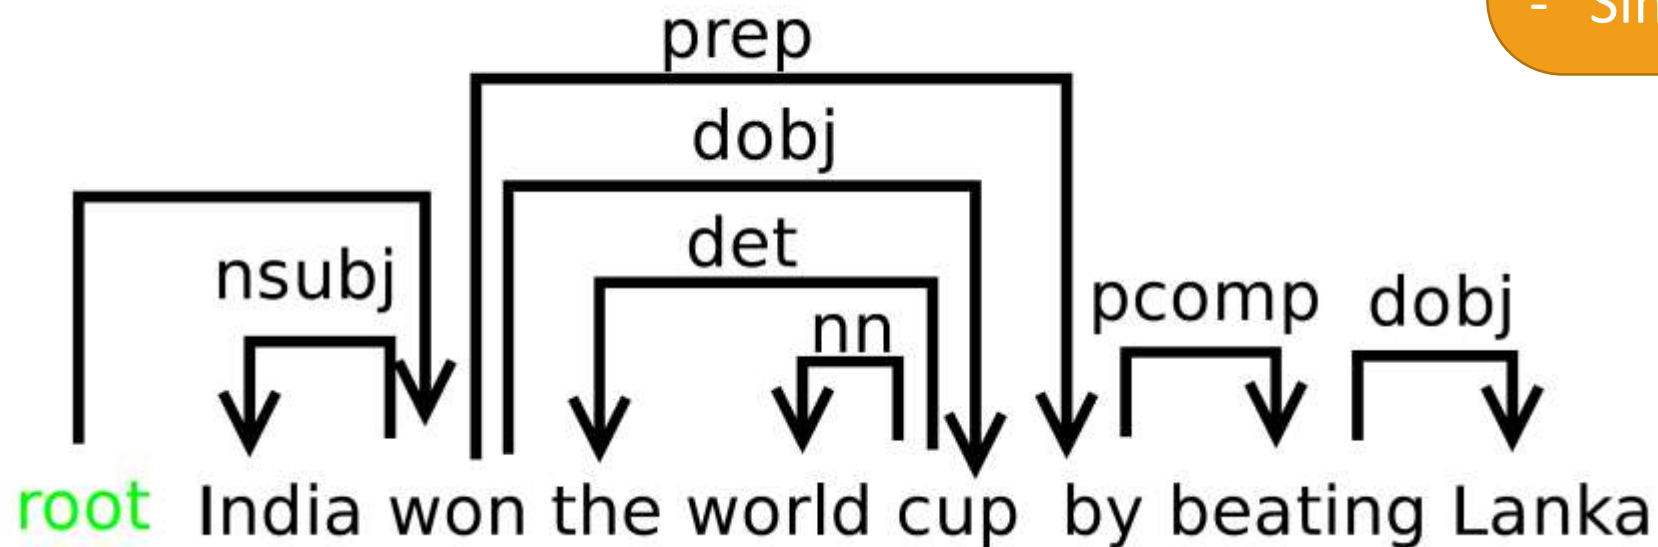 prep
dobj
det
nsubj
nn
pcomp dobj
root India won the world cup by beating Lanka